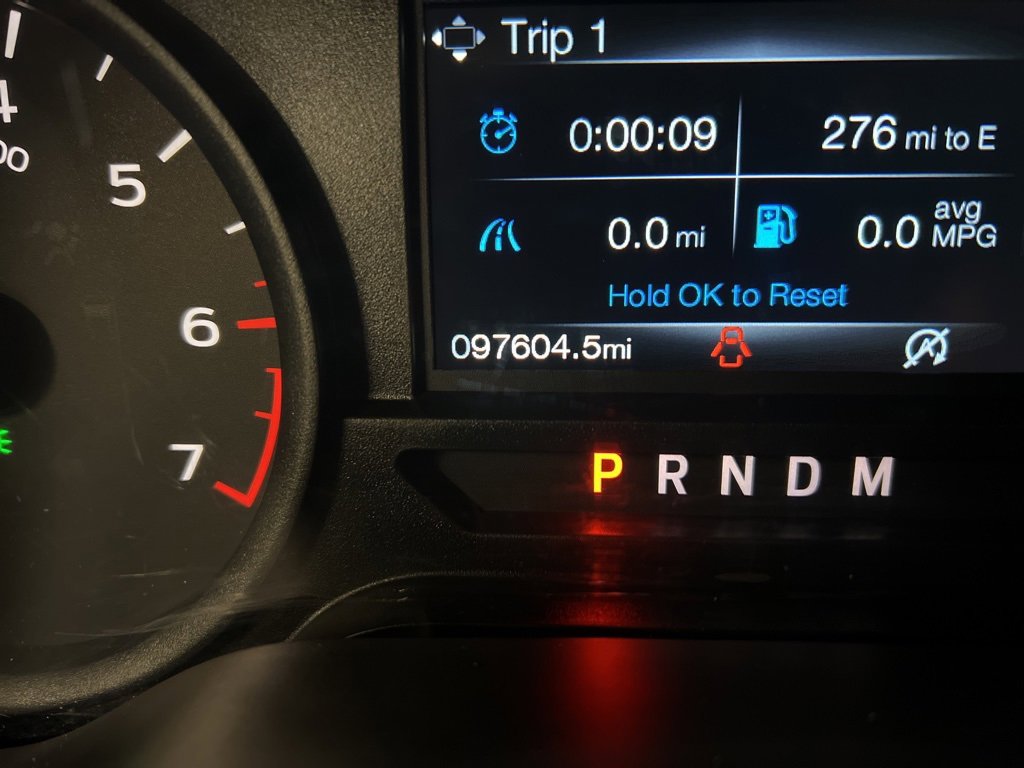 4
00
5
6
7
Trip 1
0:00:09
276 mi to E
0.0 mi
0.0 avg MPG
Hold OK to Reset
097604.5mi
P R N D M